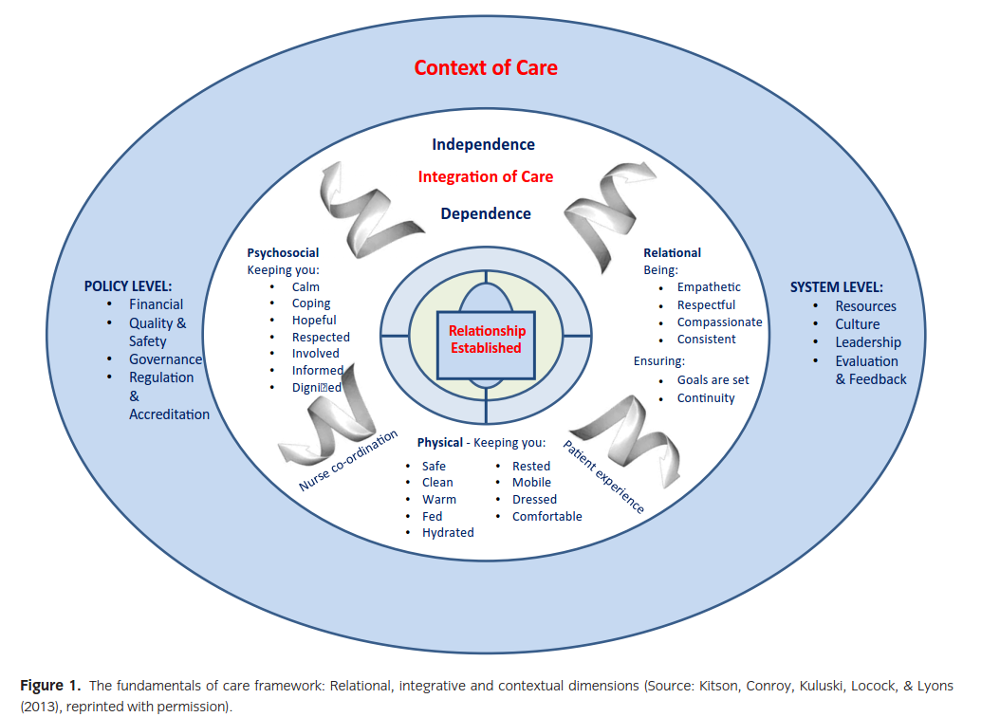 Context of Care
Independence
Integration of Care
Dependence
Psychosocial
Keeping you:
• Calm
• Coping
• Hopeful
• Respected
• Involved
• Informed
• Digni�ed
Relational
Being:
• Empathetic
• Respectful
• Compassionate
• Consistent
Ensuring:
• Goals are set
• Continuity
POLICY LEVEL:
• Financial
• Quality &
Safety
• Governance
• Regulation
&
Accreditation
SYSTEM LEVEL:
• Resources
• Culture
• Leadership
• Evaluation
& Feedback
Relationship
Established
Nurse co-ordination
Physical - Keeping you:
• Safe
• Clean
• Warm
• Fed
• Hydrated
• Rested
• Mobile
• Dressed
• Comfortable
Patient experience
Figure 1. The fundamentals of care framework: Relational, integrative and contextual dimensions (Source: Kitson, Conroy, Kuluski, Locock, & Lyons
(2013), reprinted with permission).